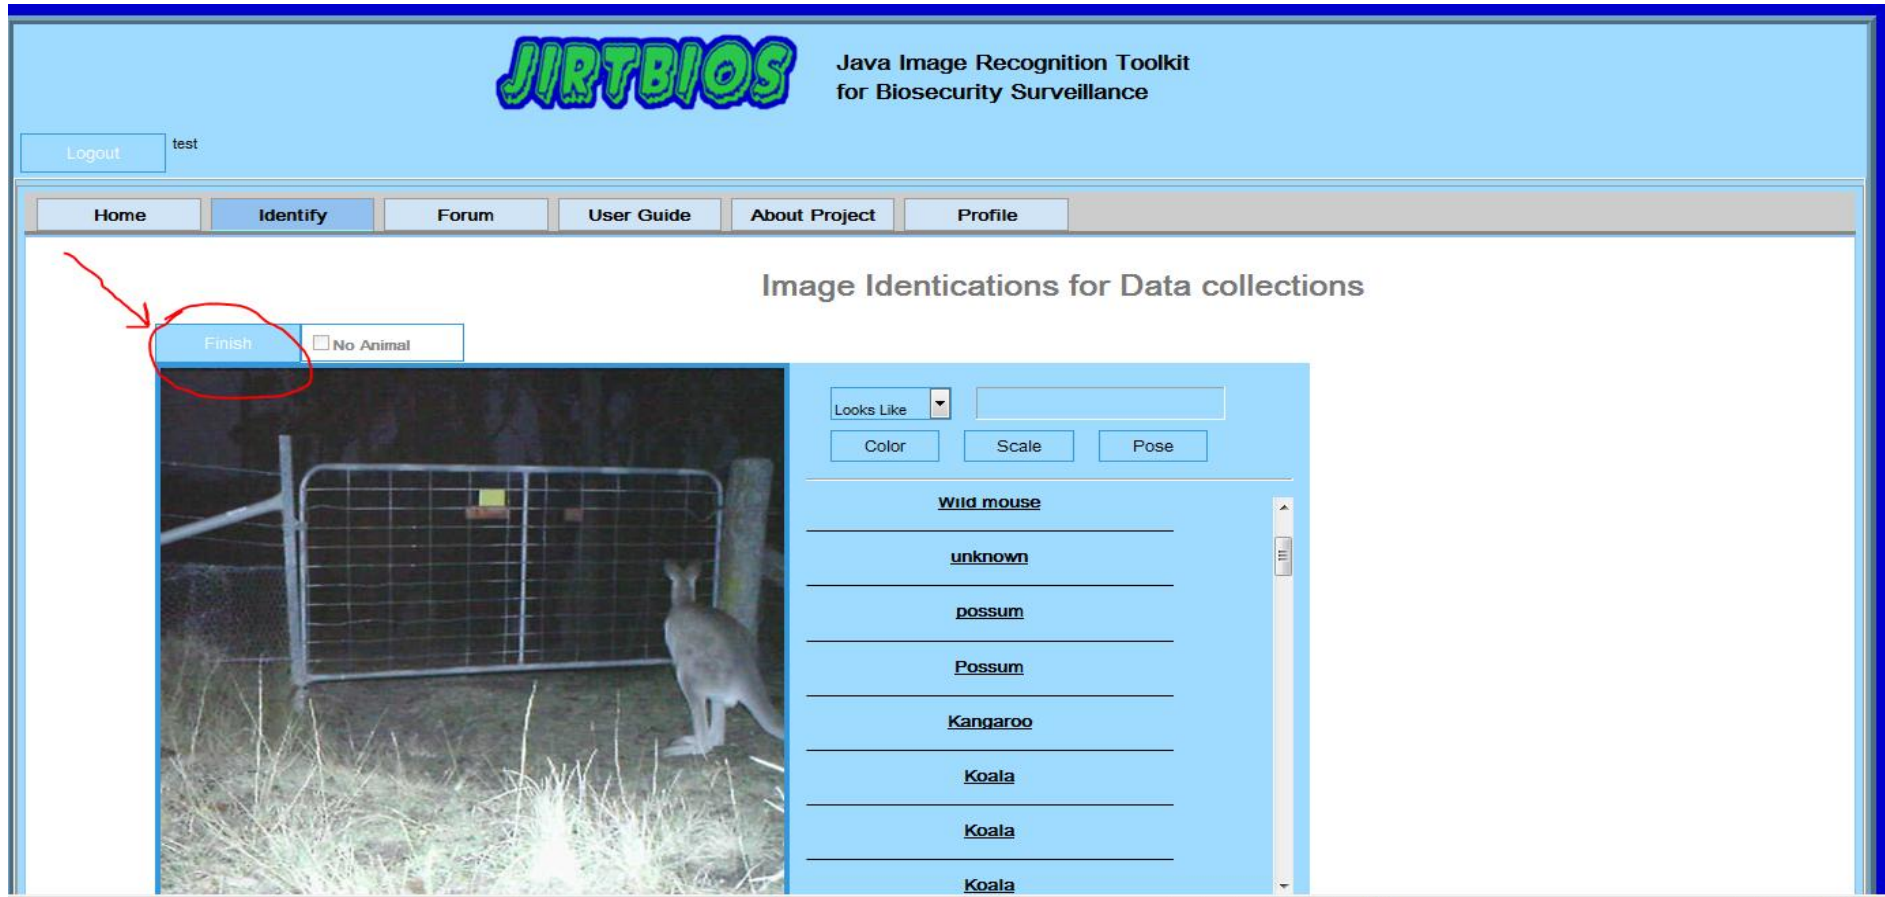 JIRTBIOS
Java Image Recognition Toolkit
for Biosecurity Surveillance
Logout
test
Home
Identify
Forum
User Guide
About Project
Profile
Image Identications for Data collections
Finish
No Animal
Looks Like
Color
Scale
Pose
Wild mouse
unknown
possum
Possum
Kangaroo
Koala
Koala
Koala